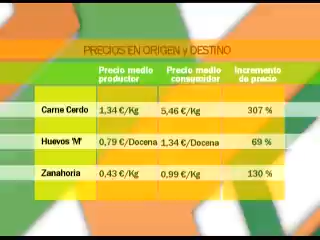 PRECIOS EN ORIGEN y DESTINO
Precio medio productor Precio medio consumidor Incremento de precio
Carne Cerdo 1,34 €/Kg 5,46 €/Kg 307 %
Huevos 'M' 0,79 €/Docena 1,34 €/Docena 69 %
Zanahoria 0,43 €/Kg 0,99 €/Kg 130 %